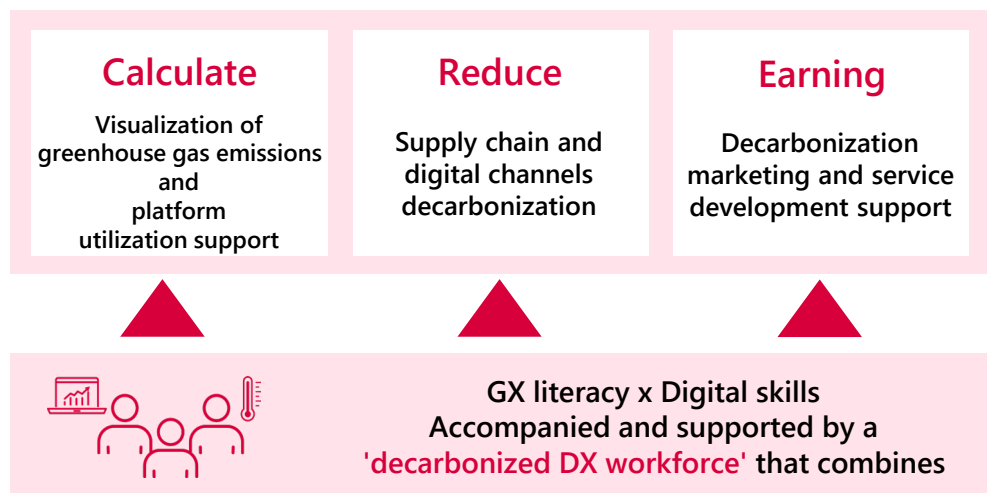 Calculate
Visualization of
greenhouse gas emissions
and
platform
utilization support
Reduce
Supply chain and
digital channels
decarbonization
Earning
Decarbonization
marketing and service
development support
GX literacy x Digital skills
Accompanied and supported by a
'decarbonized DX workforce' that combines